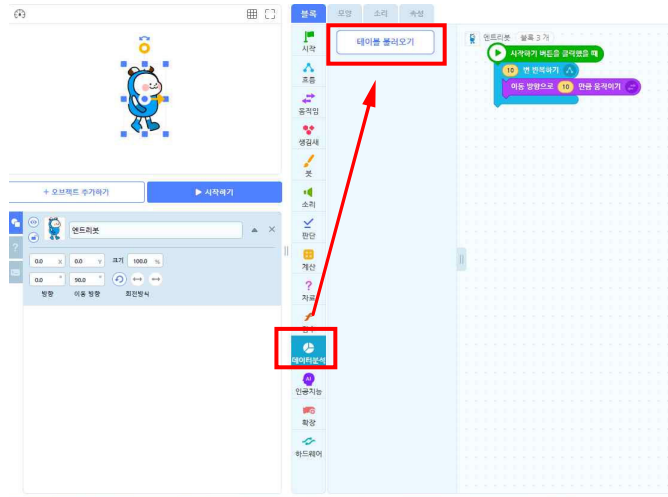 블록 모양 소리 속성
테이블 불러오기
엔트리봇 블록 3 개
시작하기 버튼을 클릭했을 때
10 번 반복하기
이동 방향으로 10 만큼 움직이기
시작
흐름
움직임
생김새
붓
소리
판단
계산
자료
데이터분석
AI
인공지능
확장
하드웨어
+ 오브젝트 추가하기
▶ 시작하기
엔트리봇
0.0 X 0.0 Y 크기 100.0 %
0.0 ° 90.0 °
방향 이동 방향 회전방식